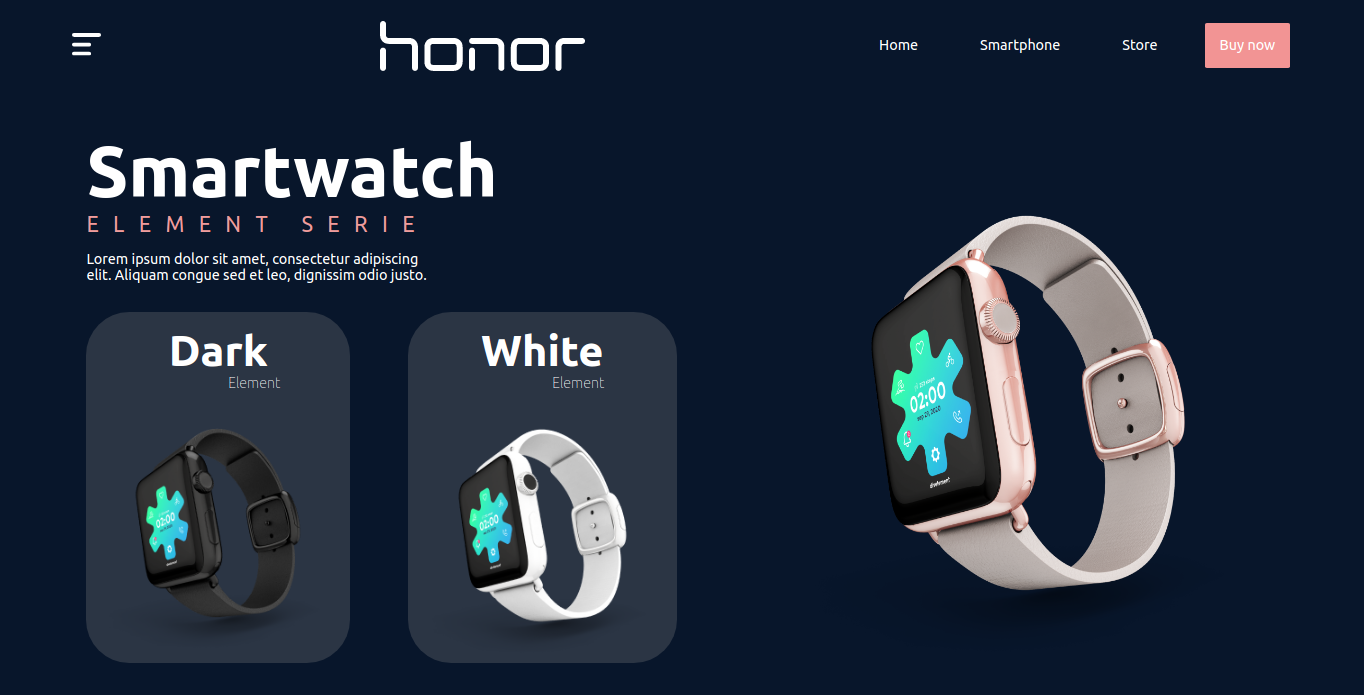 honor
Home
Smartphone
Store
Buy now
Smartwatch
ELEMENT SERIE
Lorem ipsum dolor sit amet, consectetur adipiscing
elit. Aliquam congue sed et leo, dignissim odio justo.
Dark
Element
White
Element
02:00
02:00
02:00